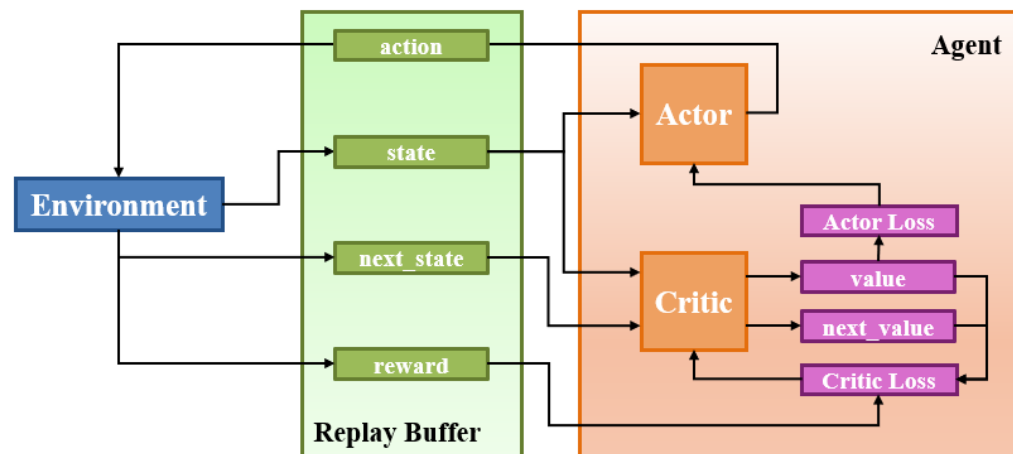 action
Agent
Actor
state
Environment
Actor Loss
next_state
value
Critic
next_value
reward
Critic Loss
Replay Buffer